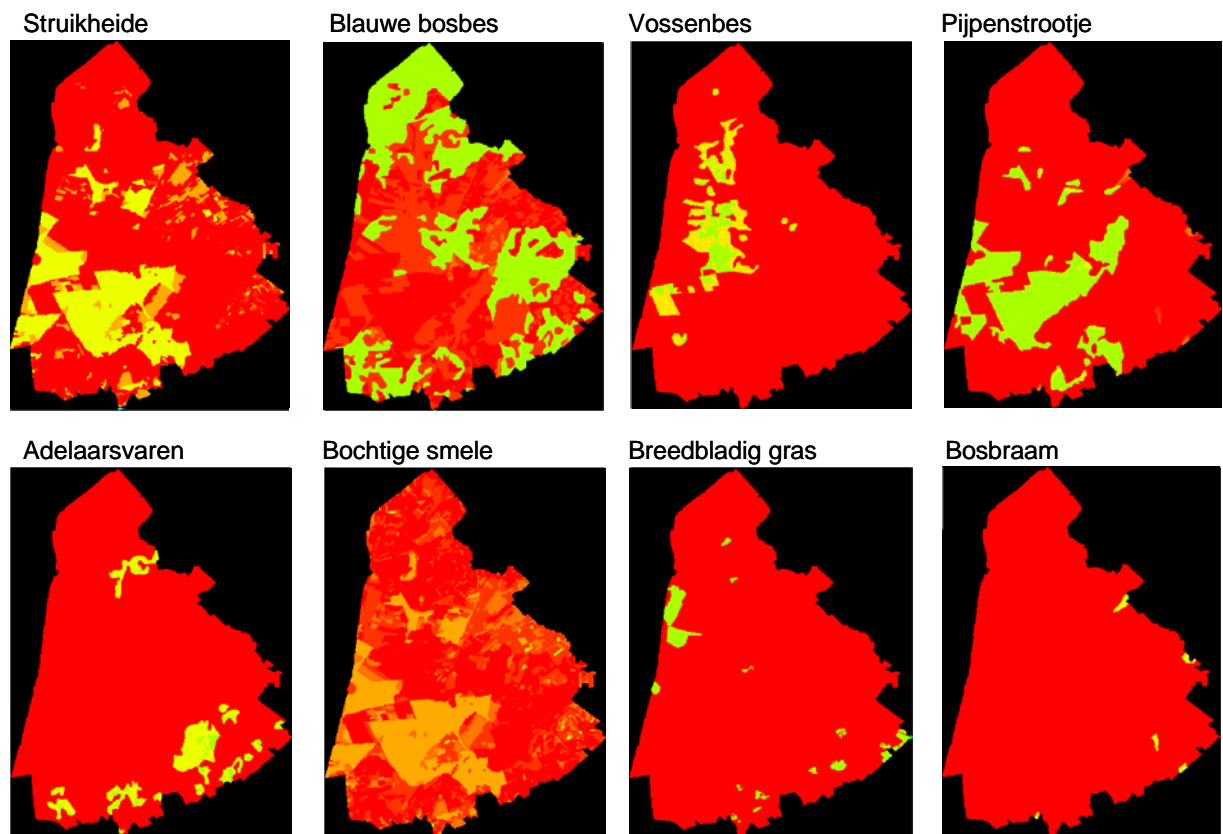 Struikheide
Blauwe bosbes
Vossenbes
Pijpenstrootje
Adelaarsvaren
Bochtige smele
Breedbladig gras
Bosbraam